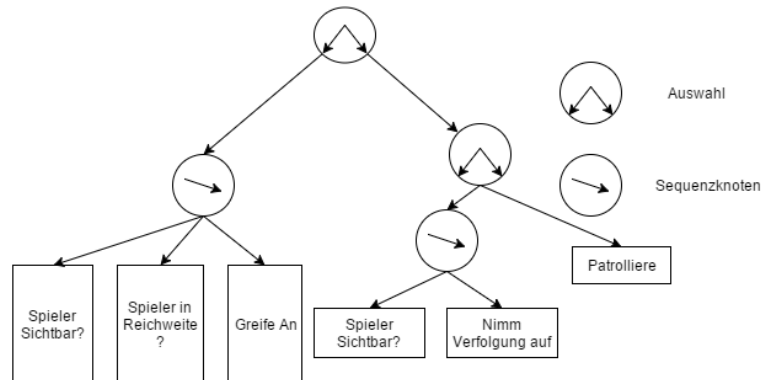 Auswahl
Sequenzknoten
Patrolliere
Spieler
Sichtbar?
Spieler in
Reichweite
?
Greife An
Spieler
Sichtbar?
Nimm
Verfolgung auf